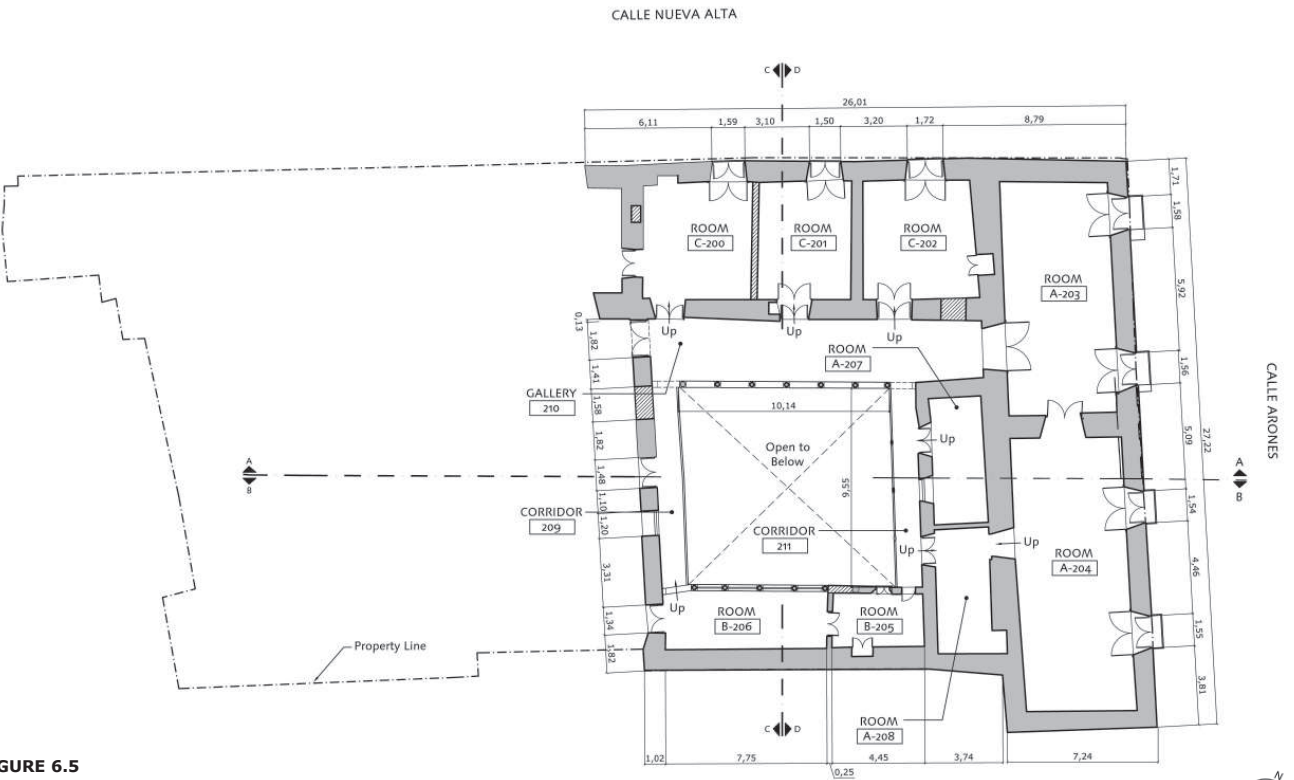 CALLE NUEVA ALTA
C D
26,01
6,11 1,59 3,10 1,50 3,20 1,72 8,79
1,71
1,58
5,92
1,56
5,09
27,22
1,54
4,46
1,55
3,81
CALLE ARONES
ROOM
C-200
ROOM
C-201
ROOM
C-202
ROOM
A-203
0,13
1,82
1,41
1,58
1,82
1,48
1,10
1,20
3,31
1,34
1,82
Up
Up
Up
ROOM
A-207
GALLERY
210
10,14
Open to
Below
9,55
Up
A
B
A
B
CORRIDOR
209
CORRIDOR
211
Up
Up
ROOM
A-204
Up
ROOM
B-206
ROOM
B-205
Property Line
ROOM
A-208
C D
1,02 7,75 4,45 3,74 7,24
0,25
GURE 6.5
N